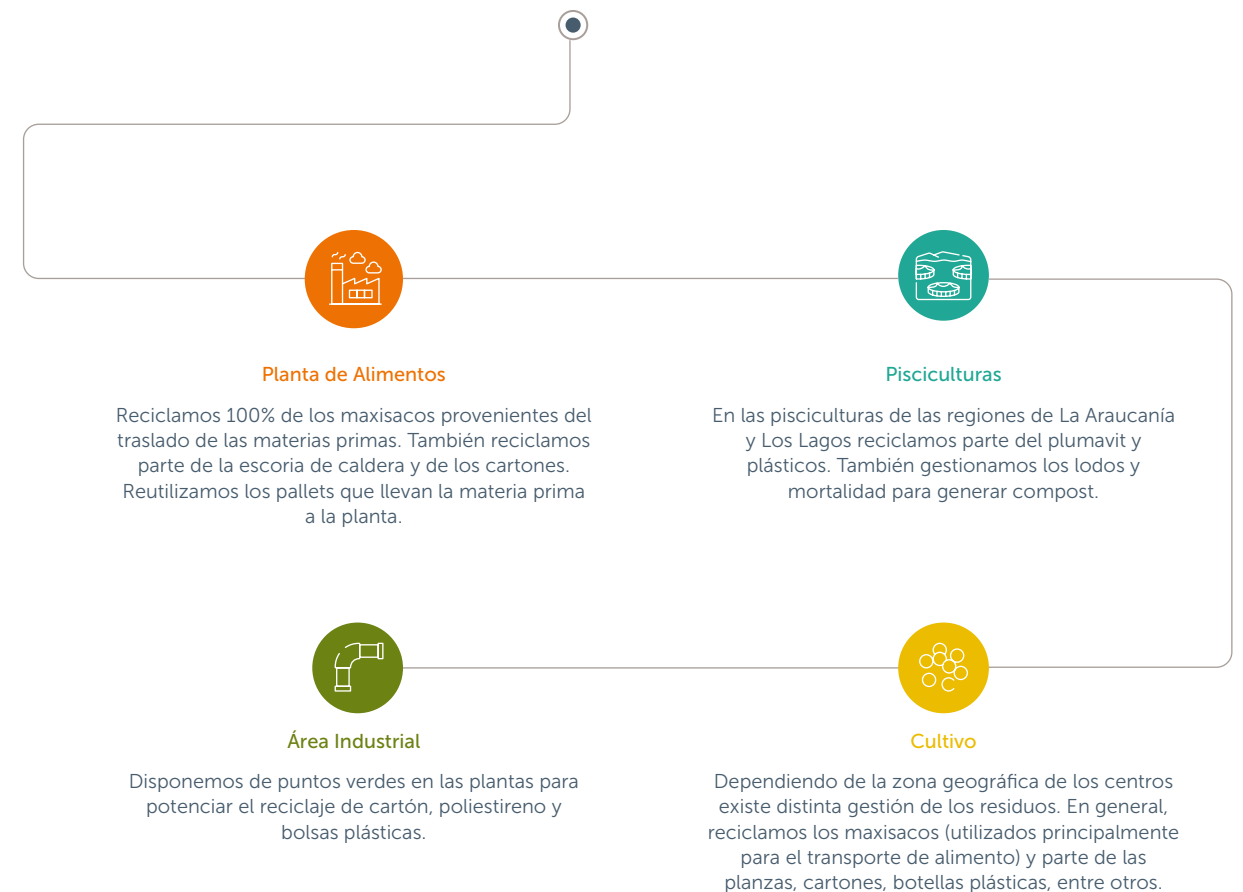 Planta de Alimentos
Reciclamos 100% de los maxisacos provenientes del
traslado de las materias primas. También reciclamos
parte de la escoria de caldera y de los cartones.
Reutilizamos los pallets que llevan la materia prima
a la planta.
Pisciculturas
En las pisciculturas de las regiones de La Araucanía
y Los Lagos reciclamos parte del plumavit y
plásticos. También gestionamos los lodos y
mortalidad para generar compost.
Área Industrial
Disponemos de puntos verdes en las plantas para
potenciar el reciclaje de cartón, poliestireno y
bolsas plásticas.
Cultivo
Dependiendo de la zona geográfica de los centros
existe distinta gestión de los residuos. En general,
reciclamos los maxisacos (utilizados principalmente
para el transporte de alimento) y parte de las
planzas, cartones, botellas plásticas, entre otros.